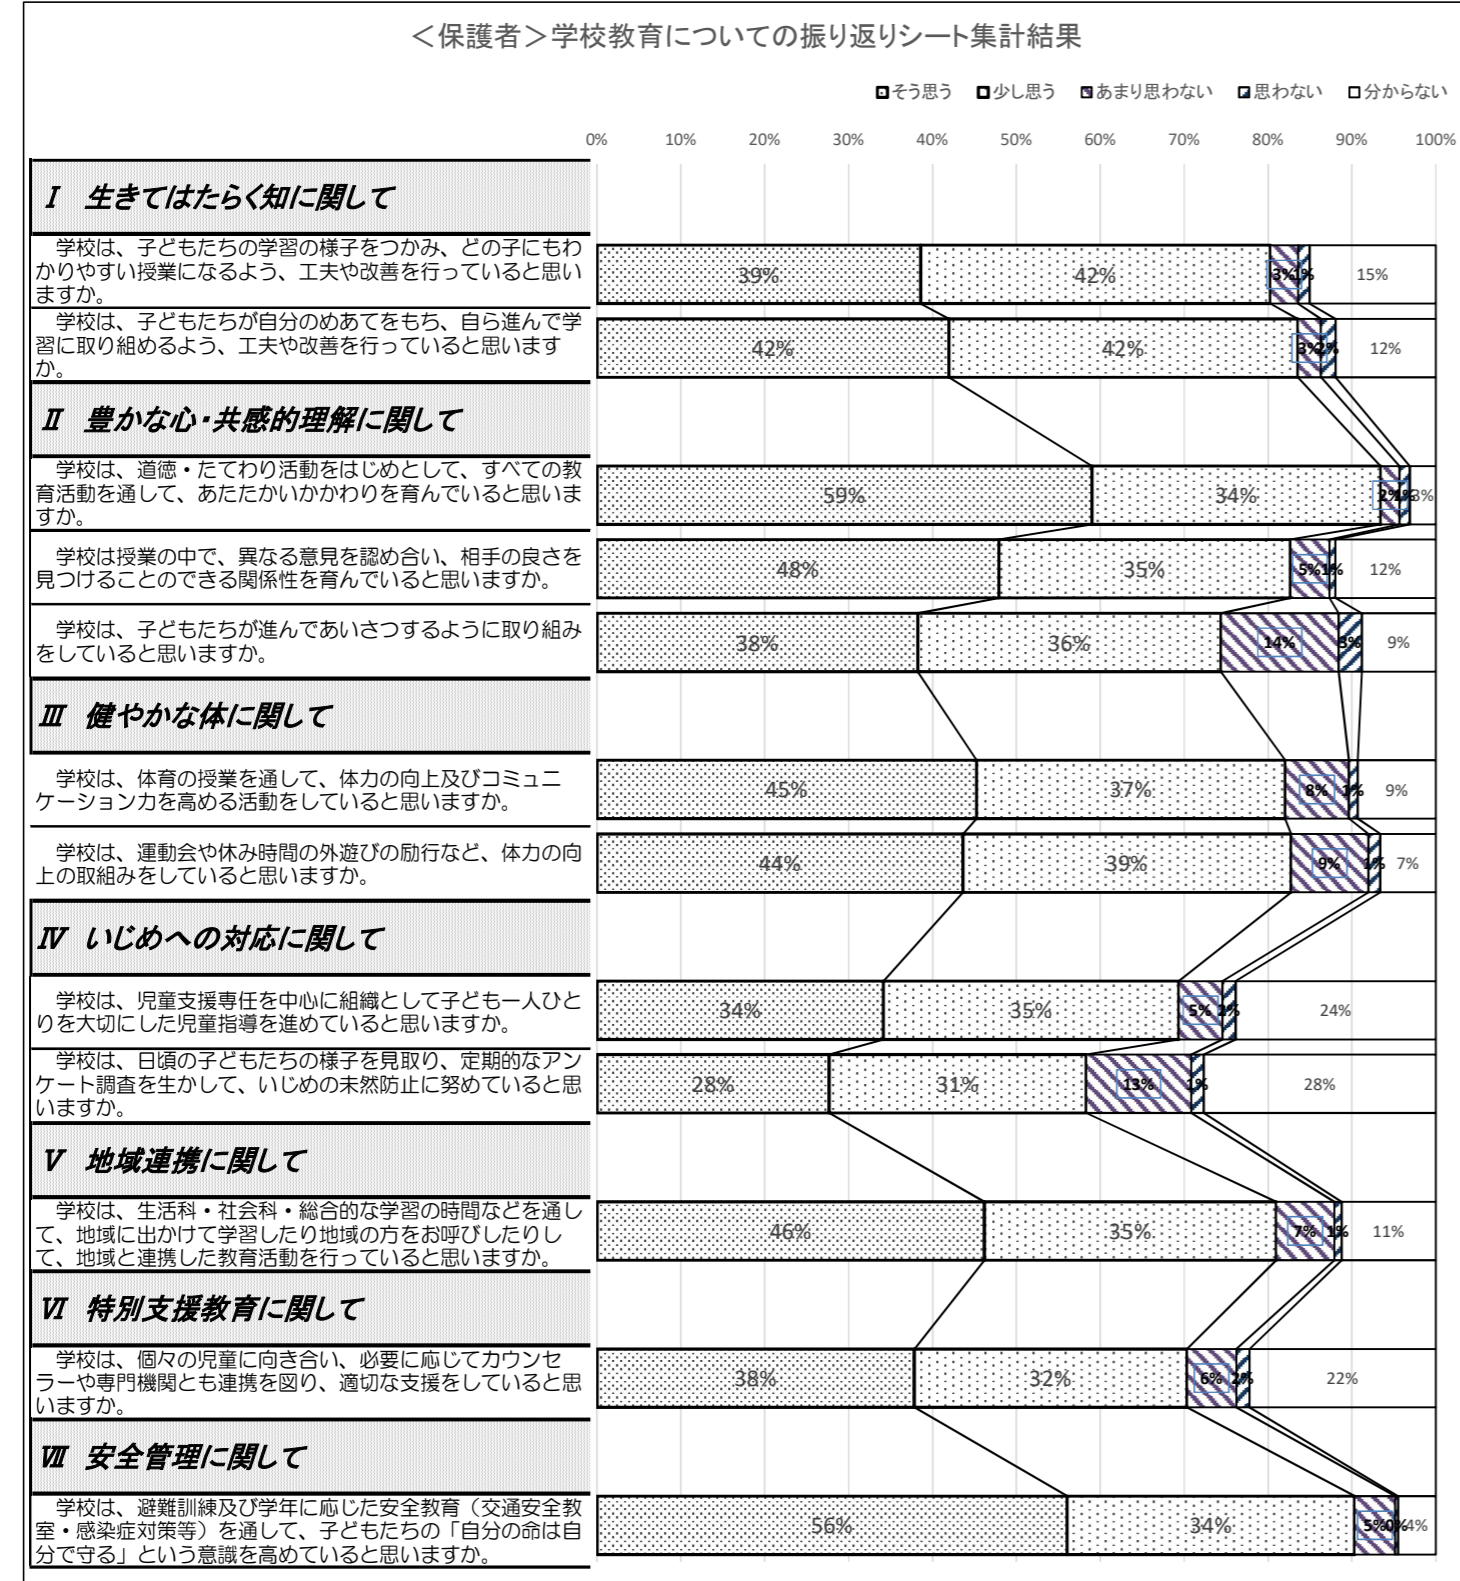 ＜保護者＞学校教育についての振り返りシート集計結果
そう思う 少し思う あまり思わない 思わない 分からない
0% 10% 20% 30% 40% 50% 60% 70% 80% 90% 100%
Ⅰ 生きてはたらく知に関して
学校は、子どもたちの学習の様子をつかみ、どの子にもわ
かりやすい授業になるよう、工夫や改善を行っていると思い
ますか。
39% 42% 3% 1% 15%
学校は、子どもたちが自分のめあてをもち、自ら進んで学
習に取り組めるよう、工夫や改善を行っていると思います
か。
42% 42% 3% 2% 12%
Ⅱ 豊かな心・共感的理解に関して
学校は、道徳・たてわり活動をはじめとして、すべての教
育活動を通して、あたたかいかかわりを育んでいると思いま
すか。
59% 34% 2% 1% 3%
学校は授業の中で、異なる意見を認め合い、相手の良さを
見つけることのできる関係性を育んでいると思いますか。
48% 35% 5% 1% 12%
学校は、子どもたちが進んであいさつするように取り組み
をしていると思いますか。
38% 36% 14% 3% 9%
Ⅲ 健やかな体に関して
学校は、体育の授業を通して、体力の向上及びコミュニ
ケーション力を高める活動をしていると思いますか。
45% 37% 8% 1% 9%
学校は、運動会や休み時間の外遊びの励行など、体力の向
上の取組みをしていると思いますか。
44% 39% 9% 1% 7%
Ⅳ いじめへの対応に関して
学校は、児童支援専任を中心に組織として子ども一人ひと
りを大切にした児童指導を進めていると思いますか。
34% 35% 5% 2% 24%
学校は、日頃の子どもたちの様子を見取り、定期的なアン
ケート調査を生かして、いじめの未然防止に努めていると思
いますか。
28% 31% 13% 1% 28%
Ⅴ 地域連携に関して
学校は、生活科・社会科・総合的な学習の時間などを通し
て、地域に出かけて学習したり地域の方をお呼びしたりし
て、地域と連携した教育活動を行っていると思いますか。
46% 35% 7% 1% 11%
Ⅵ 特別支援教育に関して
学校は、個々の児童に向き合い、必要に応じてカウンセ
ラーや専門機関とも連携を図り、適切な支援をしていると思
いますか。
38% 32% 6% 2% 22%
Ⅶ 安全管理に関して
学校は、避難訓練及び学年に応じた安全教育（交通安全教
室・感染症対策等）を通して、子どもたちの「自分の命は自
分で守る」という意識を高めていると思いますか。
56% 34% 5% 0% 4%